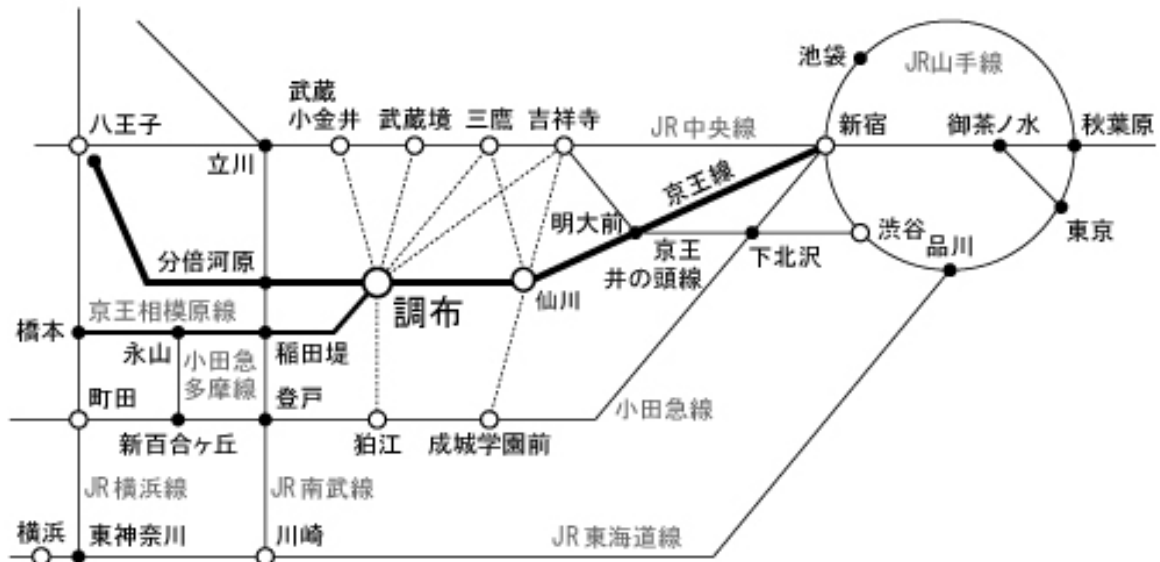 池袋
JR山手線
武蔵
小金井
武蔵境
三鷹
吉祥寺
JR中央線
新宿
御茶ノ水
秋葉原
八王子
立川
京王線
明大前
京王
井の頭線
下北沢
渋谷
品川
東京
分倍河原
調布
仙川
京王相模原線
橋本
永山
小田急
多摩線
稲田堤
町田
登戸
小田急線
新百合ヶ丘
狛江
成城学園前
JR横浜線
JR南武線
横浜
東神奈川
川崎
JR東海道線